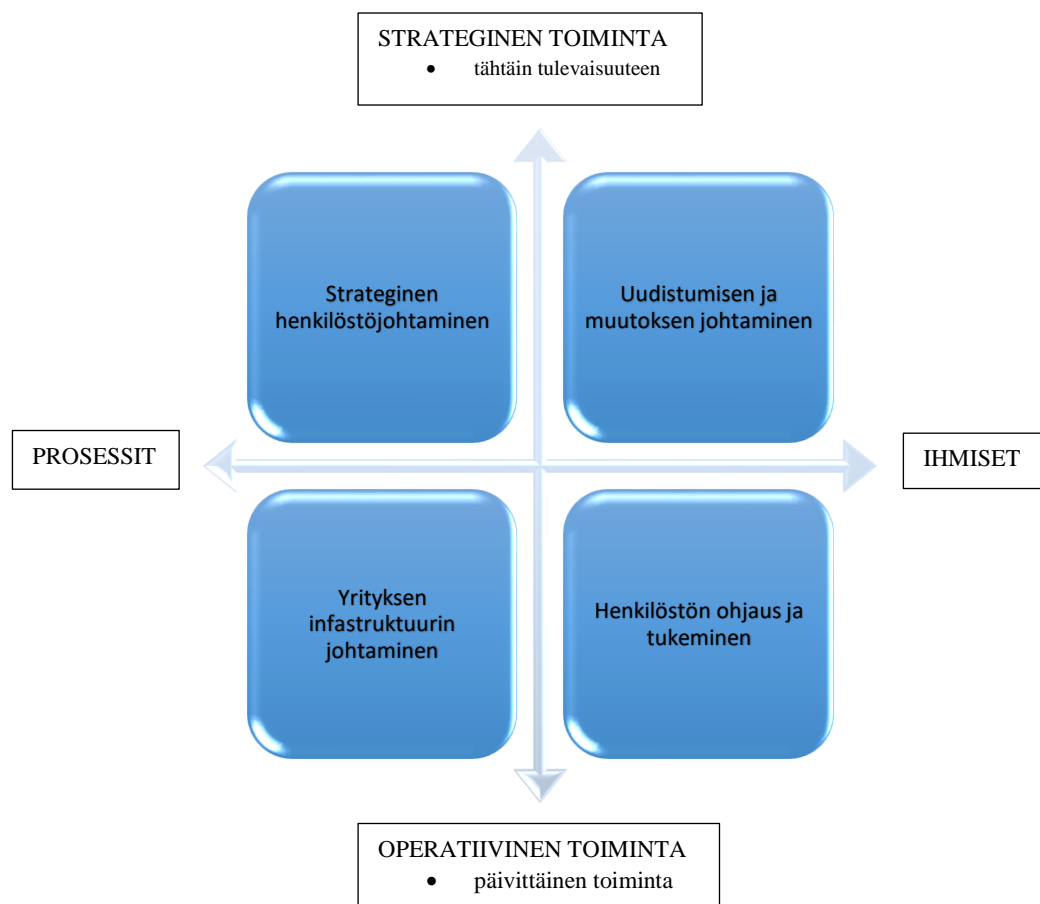 STRATEGINEN TOIMINTA
• tähtäin tulevaisuuteen
Strateginen
henkilöstöjohtaminen
Uudistumisen ja
muutoksen johtaminen
PROSESSIT
IHMISET
Yrityksen
infastruktuurin
johtaminen
Henkilöstön ohjaus ja
tukeminen
OPERATIIVINEN TOIMINTA
• päivittäinen toiminta